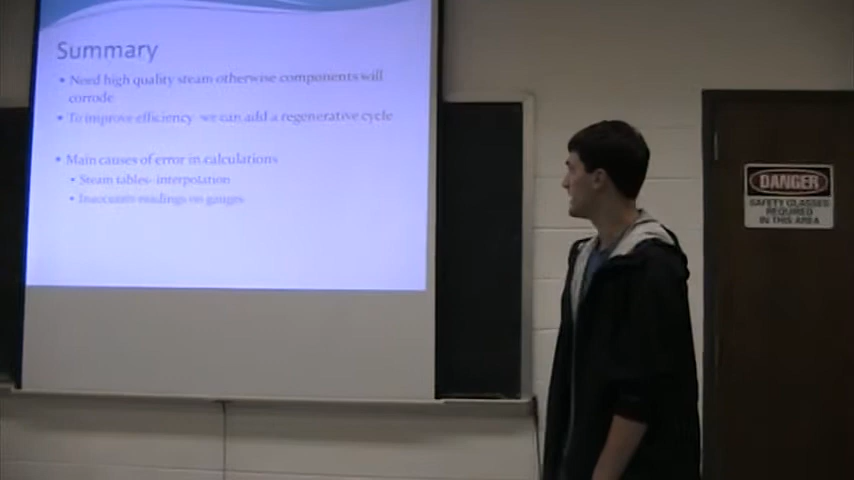 Summary
• Need high quality steam otherwise components will
corrode
• To improve efficiency- we can add a regenerative cycle
• Main causes of error in calculations
• Steam tables- interpolation
• Inaccurate readings on gauges
DANGER
SAFETY GLASSES
REQUIRED
IN THIS AREA